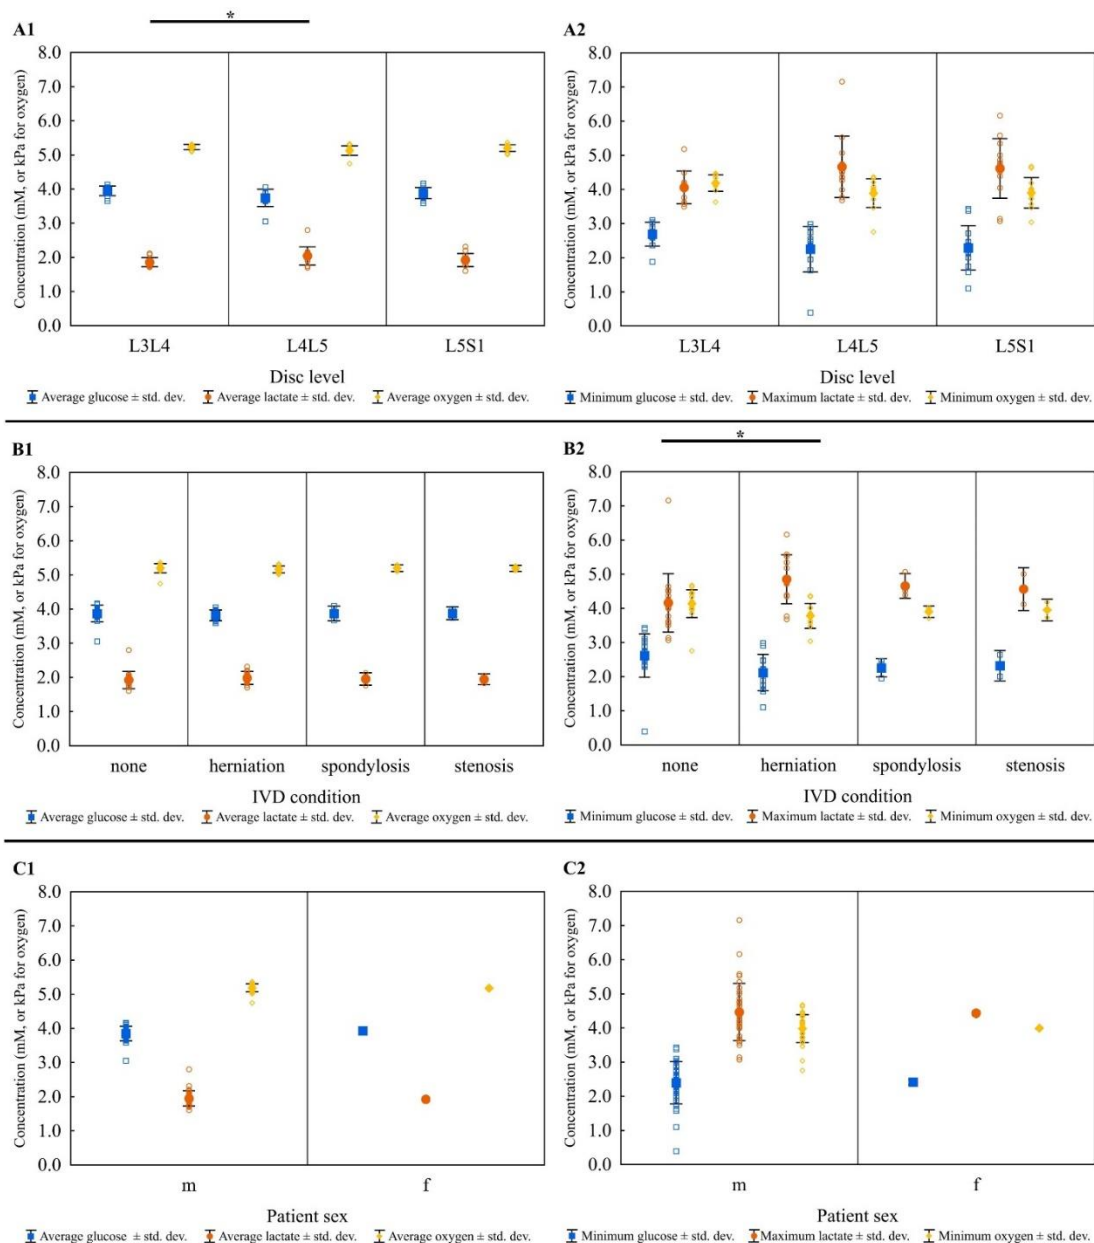 A1
*
8.0
7.0
6.0
5.0
4.0
3.0
2.0
1.0
0.0
Concentration (mM, or kPa for oxygen)
L3L4 L4L5 L5S1
Disc level
Average glucose ± std. dev. Average lactate ± std. dev. Average oxygen ± std. dev.
A2
8.0
7.0
6.0
5.0
4.0
3.0
2.0
1.0
0.0
Concentration (mM, or kPa for oxygen)
L3L4 L4L5 L5S1
Disc level
Minimum glucose ± std. dev. Maximum lactate ± std. dev. Minimum oxygen ± std. dev.
B1
8.0
7.0
6.0
5.0
4.0
3.0
2.0
1.0
0.0
Concentration (mM, or kPa for oxygen)
none herniation spondylosis stenosis
IVD condition
Average glucose ± std. dev. Average lactate ± std. dev. Average oxygen ± std. dev.
B2
*
8.0
7.0
6.0
5.0
4.0
3.0
2.0
1.0
0.0
Concentration (mM, or kPa for oxygen)
none herniation spondylosis stenosis
IVD condition
Minimum glucose ± std. dev. Maximum lactate ± std. dev. Minimum oxygen ± std. dev.
C1
8.0
7.0
6.0
5.0
4.0
3.0
2.0
1.0
0.0
Concentration (mM, or kPa for oxygen)
m f
Patient sex
Average glucose ± std. dev. Average lactate ± std. dev. Average oxygen ± std. dev.
C2
8.0
7.0
6.0
5.0
4.0
3.0
2.0
1.0
0.0
Concentration (mM, or kPa for oxygen)
m f
Patient sex
Minimum glucose ± std. dev. Maximum lactate ± std. dev. Minimum oxygen ± std. dev.